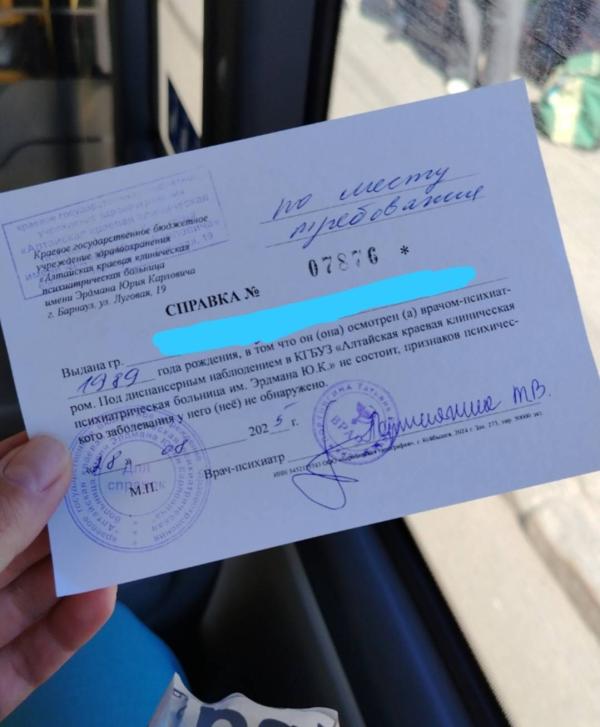 Краевое государственное бюджетное
учреждение здравоохранения
«Алтайская краевая клиническая
психиатрическая больница
имени Эрдмана Юрия Карловича»
г. Барнаул, ул. Луговая, 19
по месту
требования
СПРАВКА № 07876 *
Выдана гр.
1989 года рождения, в том что он (она) осмотрен (а) врачом-психиат-
ром. Под диспансерным наблюдением в КГБУЗ «Алтайская краевая клиническая
психиатрическая больница им. Эрдмана Ю.К.» не состоит, признаков психичес-
кого заболевания у него (неё) не обнаружено.
«28» 08 2025 г.
Врач-психиатр
М.П.
Для
справок